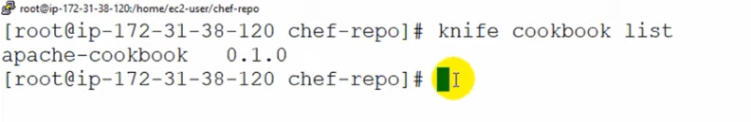 root@ip-172-31-38-120:/home/ec2-user/chef-repo
[root@ip-172-31-38-120 chef-repo]# knife cookbook list
apache-cookbook   0.1.0
[root@ip-172-31-38-120 chef-repo]#